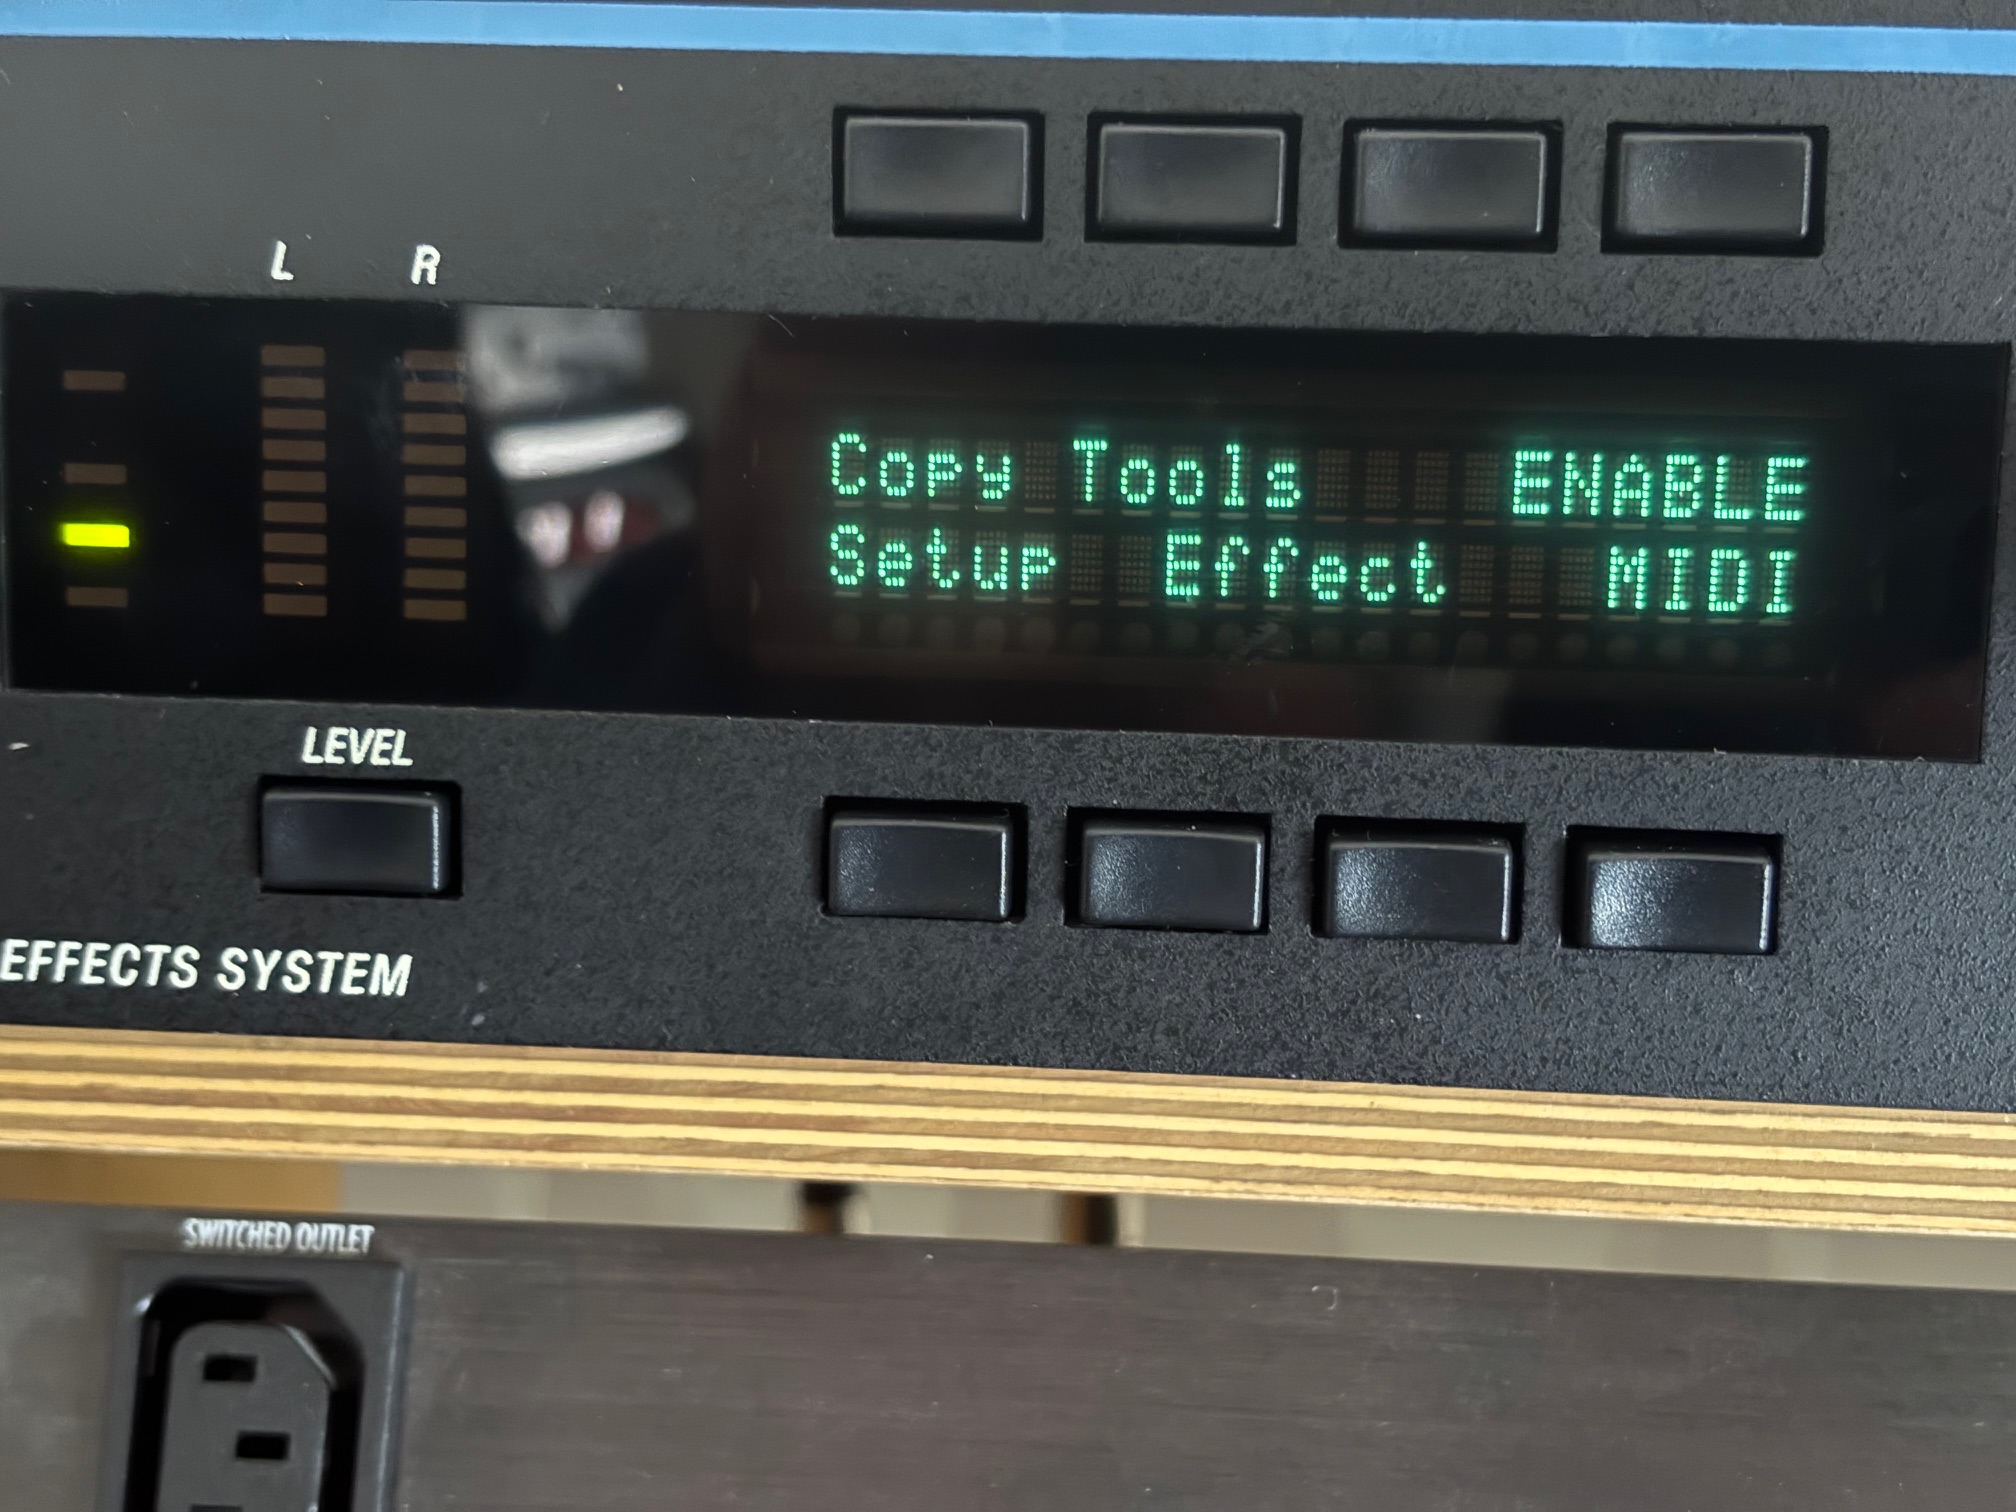 L R
Copy Tools ENABLE
Setup Effect MIDI
LEVEL
EFFECTS SYSTEM
SWITCHED OUTLET